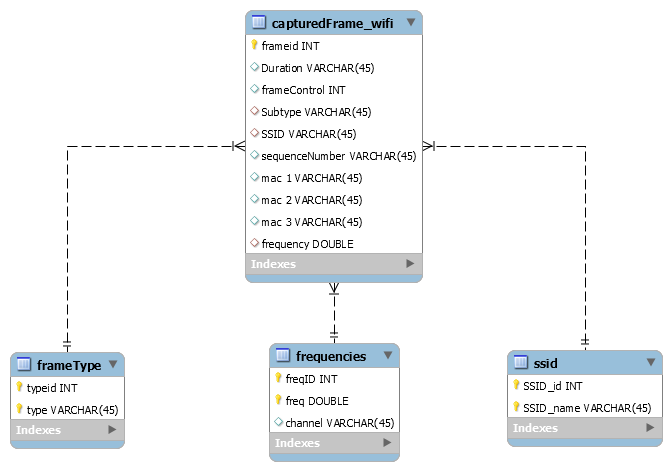 capturedFrame_wifi
frameid INT
Duration VARCHAR(45)
frameControl INT
Subtype VARCHAR(45)
SSID VARCHAR(45)
sequenceNumber VARCHAR(45)
mac 1 VARCHAR(45)
mac 2 VARCHAR(45)
mac 3 VARCHAR(45)
frequency DOUBLE
Indexes
frameType
typeid INT
type VARCHAR(45)
Indexes
frequencies
freqID INT
freq DOUBLE
channel VARCHAR(45)
Indexes
ssid
SSID_id INT
SSID_name VARCHAR(45)
Indexes